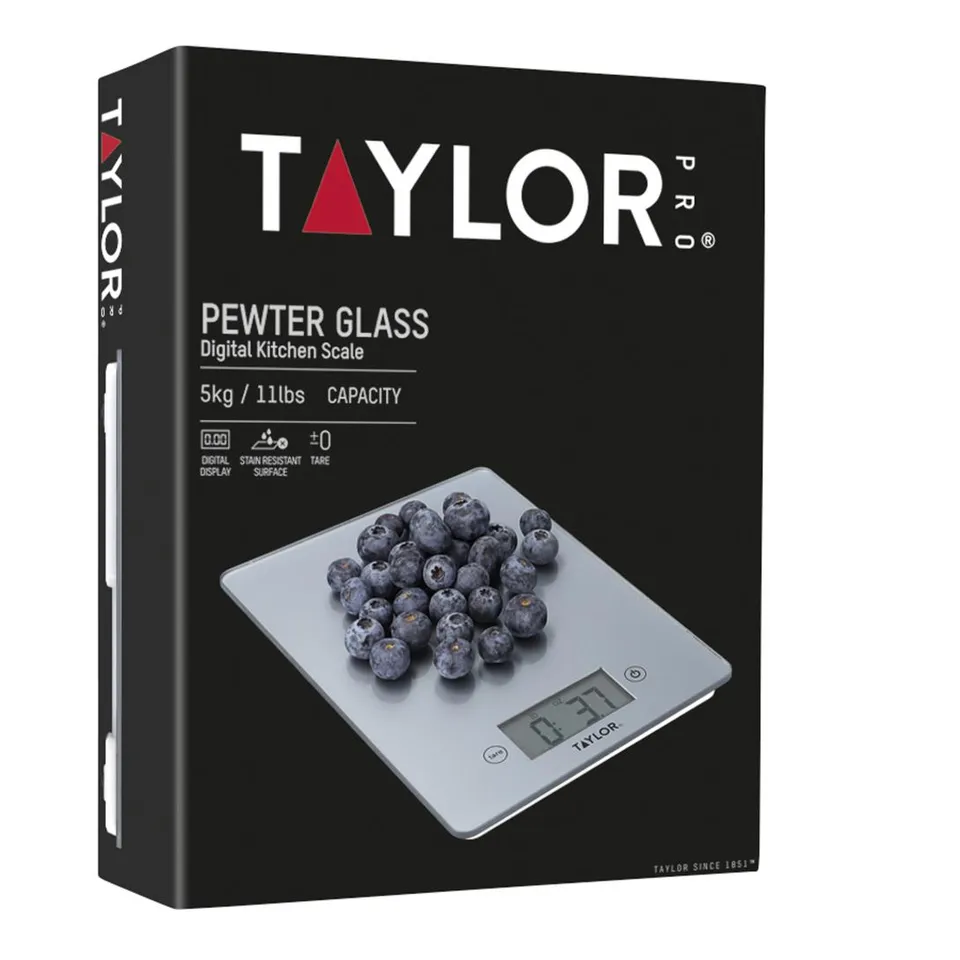 TAYLOR PRO®
TAYLOR PRO®
PEWTER GLASS
Digital Kitchen Scale
5kg / 11lbs CAPACITY
0.00
±0
DIGITAL
DISPLAY
STAIN RESISTANT
SURFACE
TARE
0: 37
tare
TAYLOR
TAYLOR SINCE 1851™